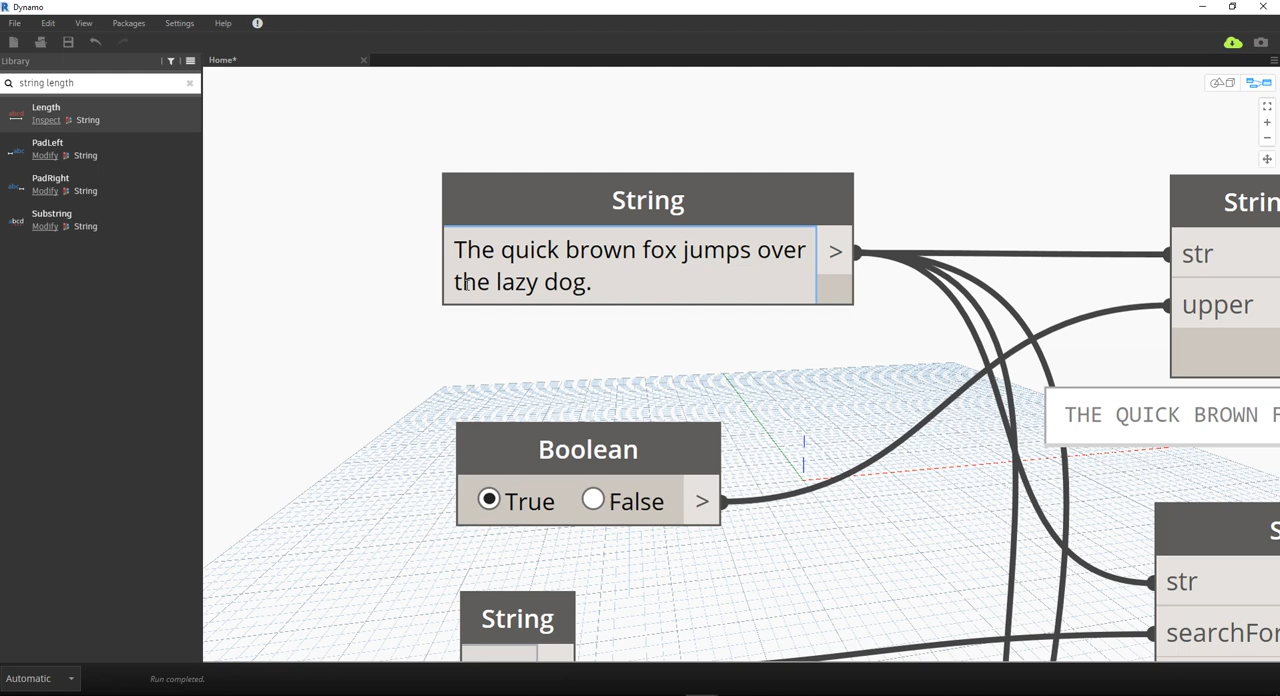 Dynamo
File Edit View Packages Settings Help
Library
Home*
string length
Length
Inspect String
PadLeft
Modify String
PadRight
Modify String
Substring
Modify String
String
The quick brown fox jumps over
the lazy dog.
>
Strin
str
upper
THE QUICK BROWN F
Boolean
True False >
S
str
searchFor
String
Automatic
Run completed.